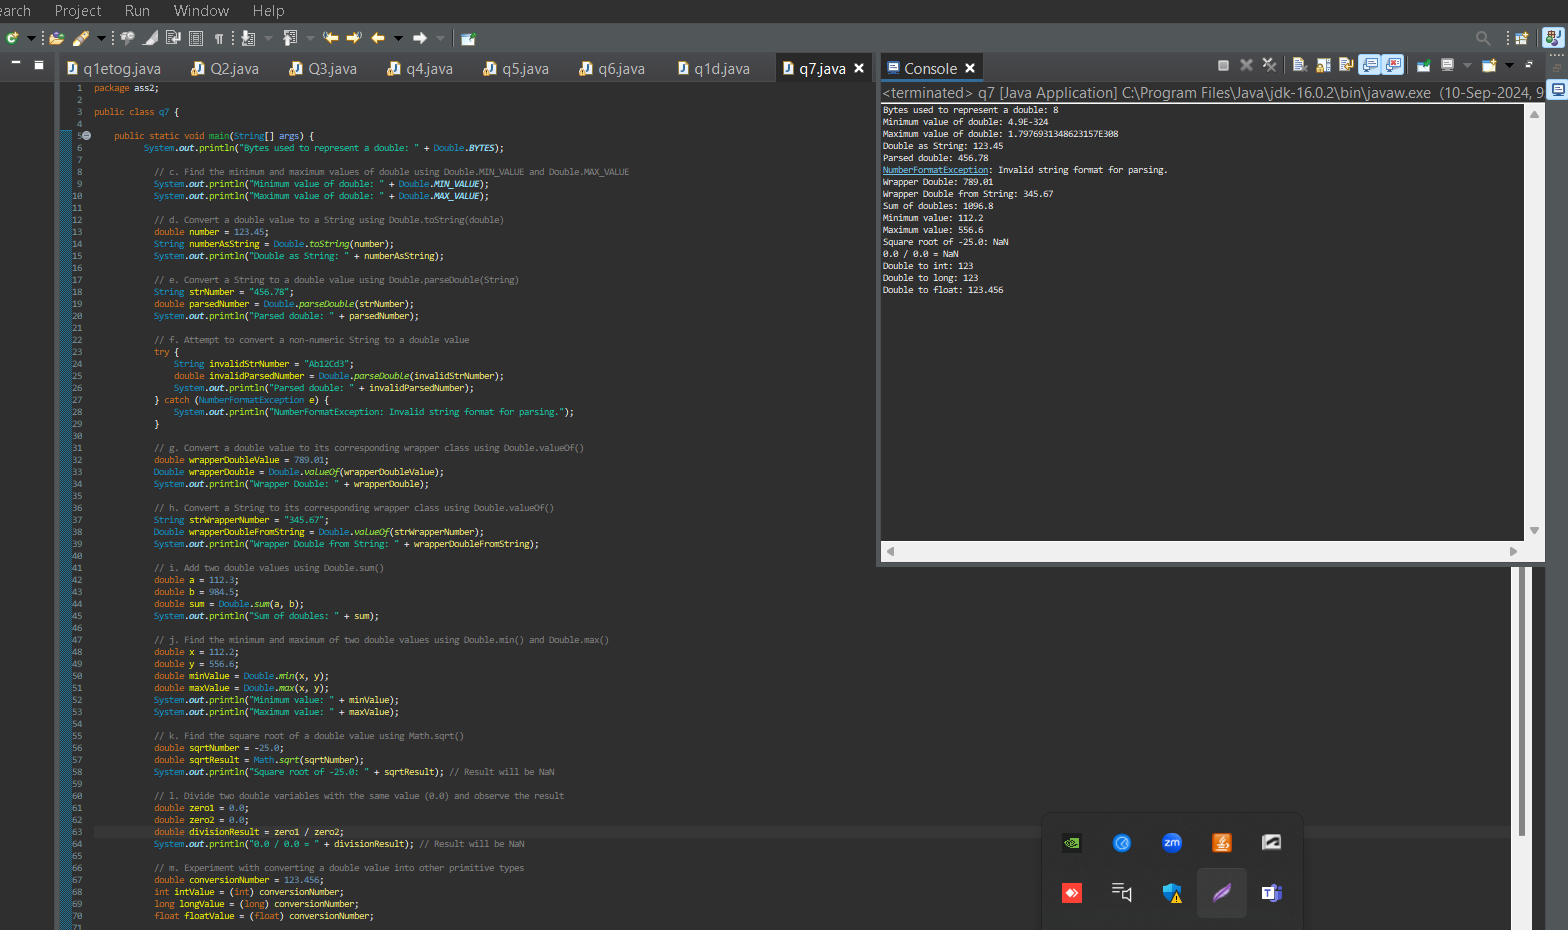 earch Project Run Window Help
q1etog.java Q2.java Q3.java q4.java q5.java q6.java q1d.java q7.java
1 package ass2;
2
3 public class q7 {
4
5 public static void main(String[] args) {
6 System.out.println("Bytes used to represent a double: " + Double.BYTES);
7
8 // c. Find the minimum and maximum values of double using Double.MIN_VALUE and Double.MAX_VALUE
9 System.out.println("Minimum value of double: " + Double.MIN_VALUE);
10 System.out.println("Maximum value of double: " + Double.MAX_VALUE);
11
12 // d. Convert a double value to a String using Double.toString(double)
13 double number = 123.45;
14 String numberAsString = Double.toString(number);
15 System.out.println("Double as String: " + numberAsString);
16
17 // e. Convert a String to a double value using Double.parseDouble(String)
18 String strNumber = "456.78";
19 double parsedNumber = Double.parseDouble(strNumber);
20 System.out.println("Parsed double: " + parsedNumber);
21
22 // f. Attempt to convert a non-numeric String to a double value
23 try {
24 String invalidStrNumber = "Ab12Cd3";
25 double invalidParsedNumber = Double.parseDouble(invalidStrNumber);
26 System.out.println("Parsed double: " + invalidParsedNumber);
27 } catch (NumberFormatException e) {
28 System.out.println("NumberFormatException: Invalid string format for parsing.");
29 }
30
31 // g. Convert a double value to its corresponding wrapper class using Double.valueOf()
32 double wrapperDoubleValue = 789.01;
33 Double wrapperDouble = Double.valueOf(wrapperDoubleValue);
34 System.out.println("Wrapper Double: " + wrapperDouble);
35
36 // h. Convert a String to its corresponding wrapper class using Double.valueOf()
37 String strWrapperNumber = "345.67";
38 Double wrapperDoubleFromString = Double.valueOf(strWrapperNumber);
39 System.out.println("Wrapper Double from String: " + wrapperDoubleFromString);
40
41 // i. Add two double values using Double.sum()
42 double a = 112.3;
43 double b = 984.5;
44 double sum = Double.sum(a, b);
45 System.out.println("Sum of doubles: " + sum);
46
47 // j. Find the minimum and maximum of two double values using Double.min() and Double.max()
48 double x = 112.2;
49 double y = 556.6;
50 double minValue = Double.min(x, y);
51 double maxValue = Double.max(x, y);
52 System.out.println("Minimum value: " + minValue);
53 System.out.println("Maximum value: " + maxValue);
54
55 // k. Find the square root of a double value using Math.sqrt()
56 double sqrtNumber = -25.0;
57 double sqrtResult = Math.sqrt(sqrtNumber);
58 System.out.println("Square root of -25.0: " + sqrtResult); // Result will be NaN
59
60 // l. Divide two double variables with the same value (0.0) and observe the result
61 double zero1 = 0.0;
62 double zero2 = 0.0;
63 double divisionResult = zero1 / zero2;
64 System.out.println("0.0 / 0.0 = " + divisionResult); // Result will be NaN
65
66 // m. Experiment with converting a double value into other primitive types
67 double conversionNumber = 123.456;
68 int intValue = (int) conversionNumber;
69 long longValue = (long) conversionNumber;
70 float floatValue = (float) conversionNumber;
71
Console
<terminated> q7 [Java Application] C:\Program Files\Java\jdk-16.0.2\bin\javaw.exe (10-Sep-2024, 9
Bytes used to represent a double: 8
Minimum value of double: 4.9E-324
Maximum value of double: 1.7976931348623157E308
Double as String: 123.45
Parsed double: 456.78
NumberFormatException: Invalid string format for parsing.
Wrapper Double: 789.01
Wrapper Double from String: 345.67
Sum of doubles: 1096.8
Minimum value: 112.2
Maximum value: 556.6
Square root of -25.0: NaN
0.0 / 0.0 = NaN
Double to int: 123
Double to long: 123
Double to float: 123.456
zm